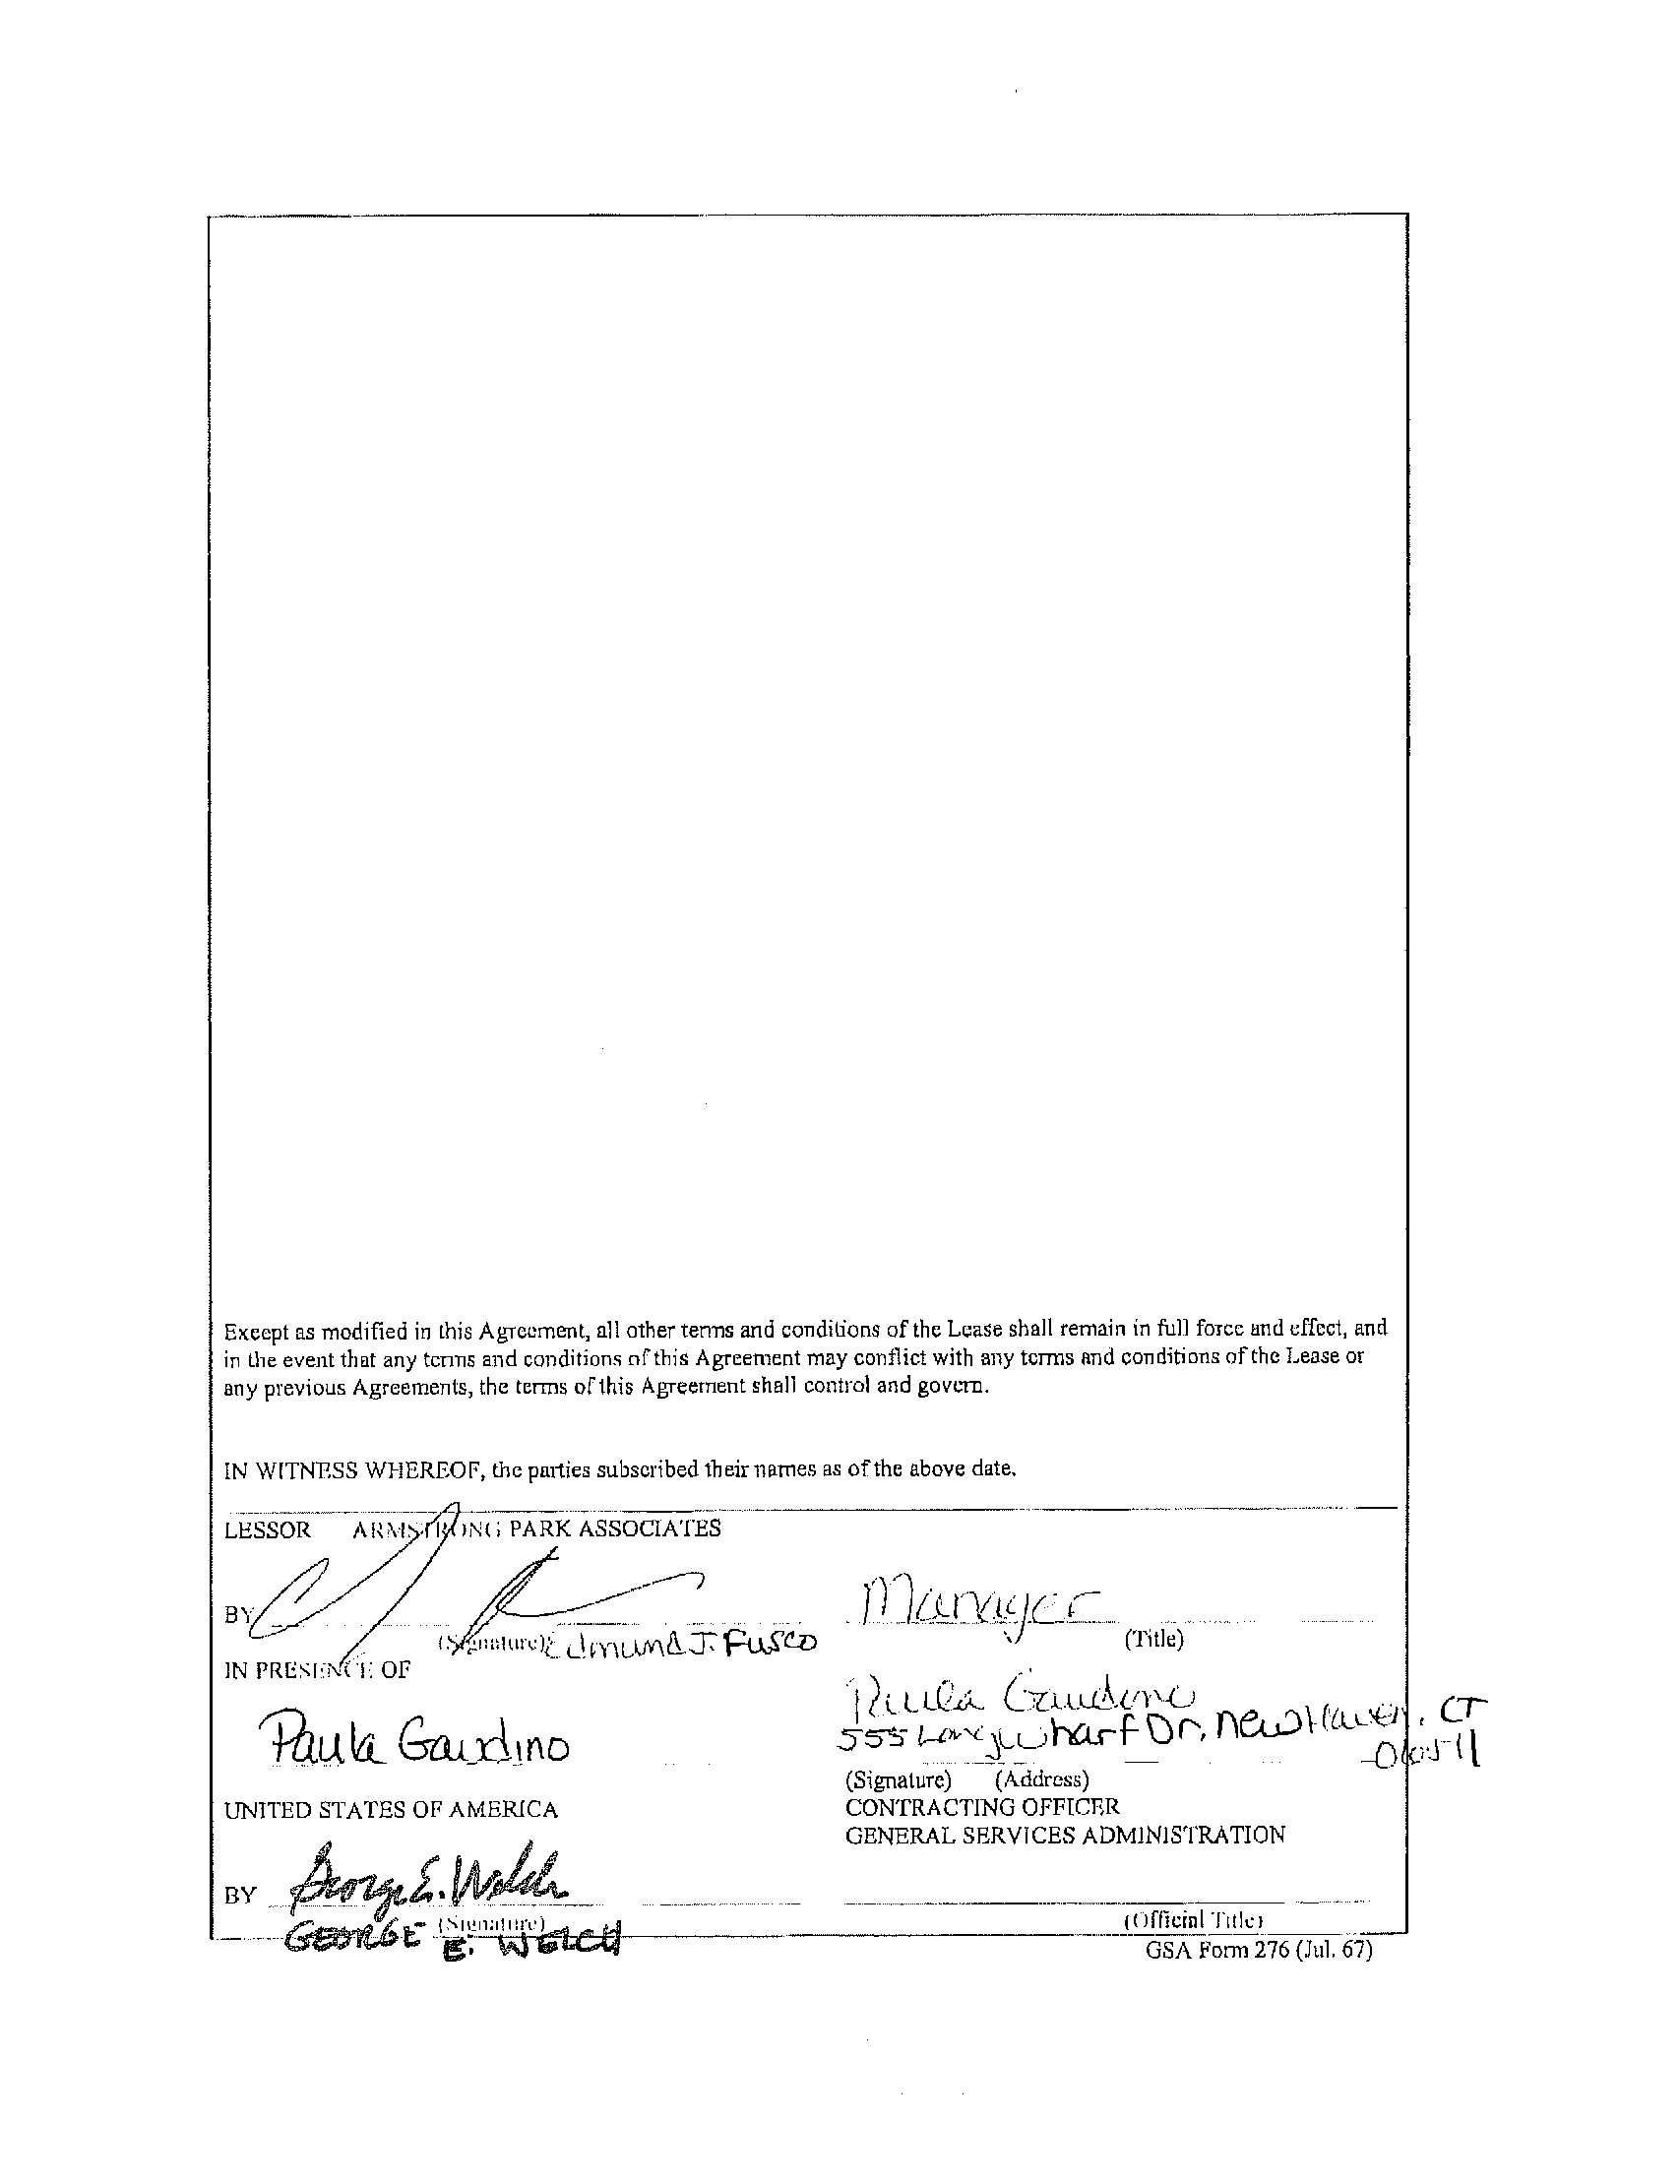 Except as modified in this Agreement, all other terms and conditions of the Lease shall remain in full force and effect, and
in the event that any terms and conditions of this Agreement may conflict with any terms and conditions of the Lease or
any previous Agreements, the terms of this Agreement shall control and govern.
IN WITNESS WHEREOF, the parties subscribed their names as of the above date.
LESSOR ARMSTRONG PARK ASSOCIATES
BY Manager
(Signature) Edmund J. Fusco (Title)
IN PRESENCE OF
Paula Gaudino
Paula Gaudino
555 Long Wharf Dr, New Haven, CT
06511
(Signature) (Address)
UNITED STATES OF AMERICA CONTRACTING OFFICER
GENERAL SERVICES ADMINISTRATION
BY George E. Welch
(Signature) (Official Title)
GEORGE E. WELCH
GSA Form 276 (Jul. 67)